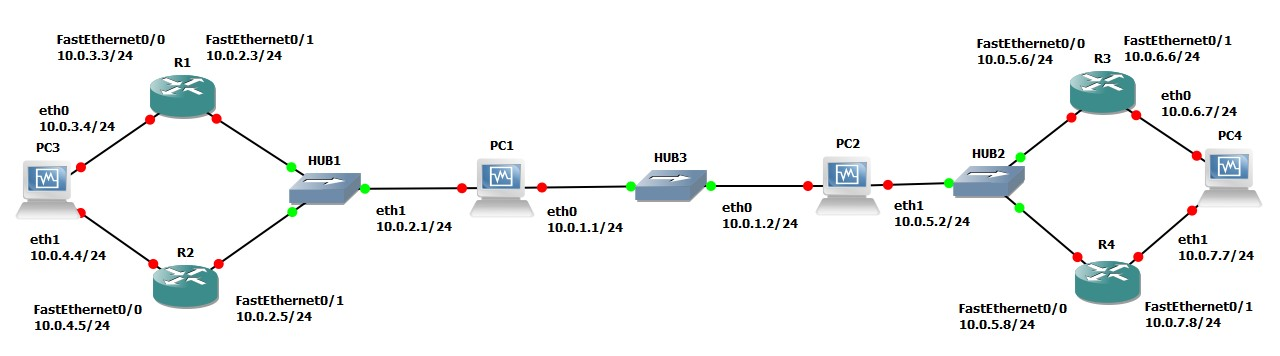 FastEthernet0/0
10.0.3.3/24
FastEthernet0/1
10.0.2.3/24
R1
eth0
10.0.3.4/24
PC3
eth1
10.0.4.4/24
R2
FastEthernet0/0
10.0.4.5/24
FastEthernet0/1
10.0.2.5/24
HUB1
eth1
10.0.2.1/24
PC1
eth0
10.0.1.1/24
HUB3
eth0
10.0.1.2/24
PC2
eth1
10.0.5.2/24
HUB2
FastEthernet0/0
10.0.5.6/24
R3
FastEthernet0/1
10.0.6.6/24
eth0
10.0.6.7/24
PC4
eth1
10.0.7.7/24
R4
FastEthernet0/0
10.0.5.8/24
FastEthernet0/1
10.0.7.8/24